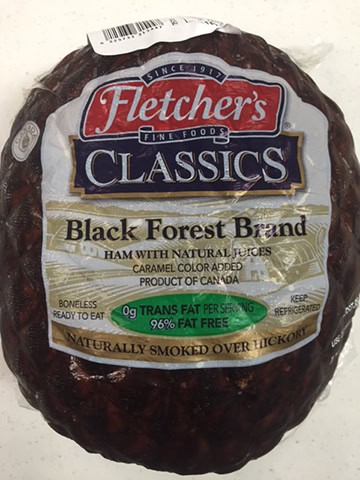 SINCE 1917
Fletcher's
FINE FOODS
CLASSICS
Black Forest Brand
HAM WITH NATURAL JUICES
CARAMEL COLOR ADDED
PRODUCT OF CANADA
BONELESS
READY TO EAT
0g TRANS FAT PER SERVING
96% FAT FREE
KEEP
REFRIGERATED
NATURALLY SMOKED OVER HICKORY